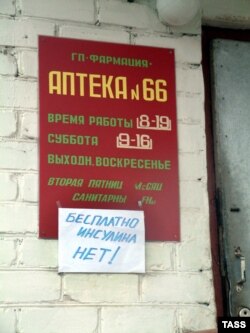 ГП·ФАРМАЦИЯ·
АПТЕКА N 66
ВРЕМЯ РАБОТЫ [8-19]
СУББОТА [9-16]
ВЫХОДН. ВОСКРЕСЕНЬЕ
ВТОРАЯ ПЯТНИЦ МЕСЯЦ
САНИТАРНЫ
БЕСПЛАТНО
ИНСУЛИНА
НЕТ!
TASS